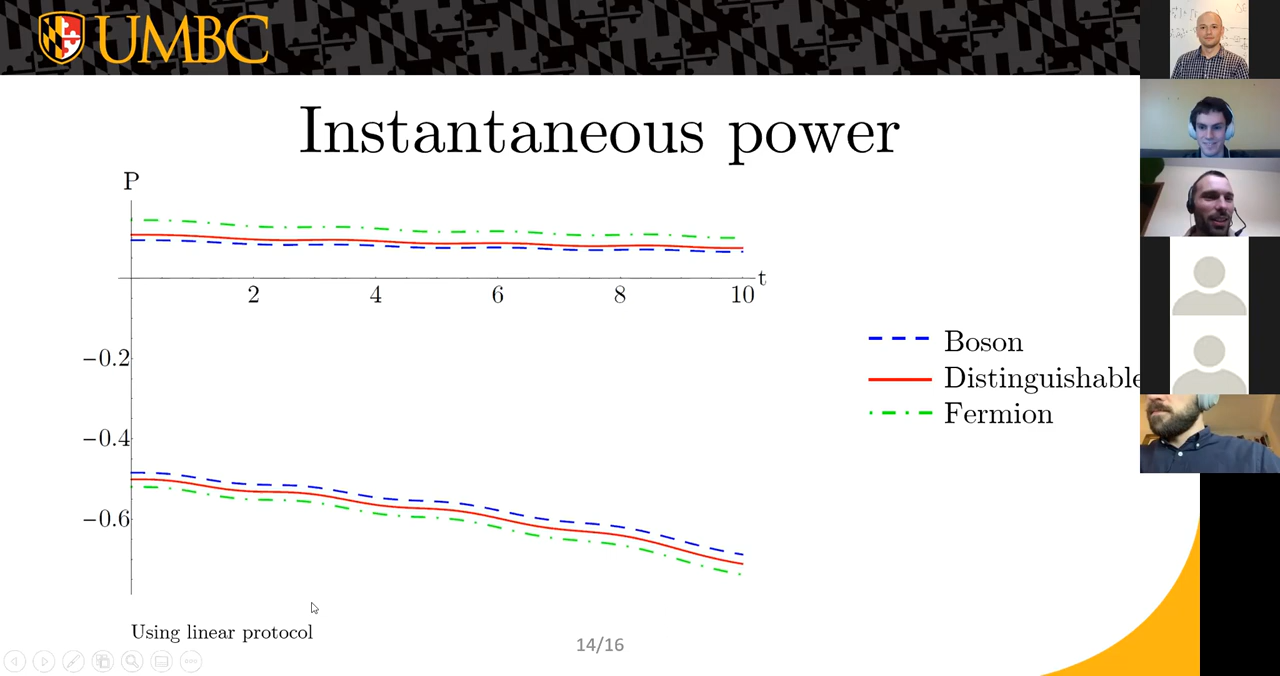 UMBC
Instantaneous power
P
t
2 4 6 8 10
−0.2
−0.4
−0.6
Boson
Distinguishable
Fermion
Using linear protocol
14/16